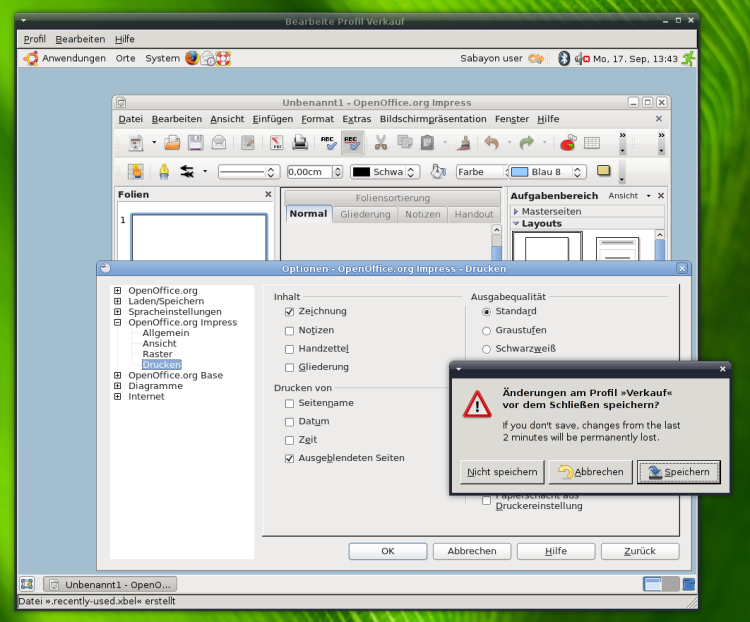 Bearbeite Profil Verkauf
Profil Bearbeiten Hilfe
Anwendungen Orte System Sabayon user Mo, 17. Sep, 13:43
Unbenannt1 - OpenOffice.org Impress
Datei Bearbeiten Ansicht Einfügen Format Extras Bildschirmpräsentation Fenster Hilfe
ABC ABC
0,00cm Schwa Farbe Blau 8
Folien Foliensortierung Aufgabenbereich Ansicht
Normal Gliederung Notizen Handout
Masterseiten
1
Layouts
Optionen - OpenOffice.org Impress - Drucken
OpenOffice.org
Laden/Speichern
Spracheinstellungen
OpenOffice.org Impress
Allgemein
Ansicht
Raster
Drucken
OpenOffice.org Base
Diagramme
Internet
Inhalt
Zeichnung
Notizen
Handzettel
Gliederung
Drucken von
Seitenname
Datum
Zeit
Ausgeblendeten Seiten
Ausgabequalität
Standard
Graustufen
Schwarzweiß
Änderungen am Profil »Verkauf«
vor dem Schließen speichern?
If you don't save, changes from the last
2 minutes will be permanently lost.
Nicht speichern Abbrechen Speichern
Papierschacht aus
Druckereinstellung
OK Abbrechen Hilfe Zurück
Unbenannt1 - OpenO...
Datei ».recently-used.xbel« erstellt